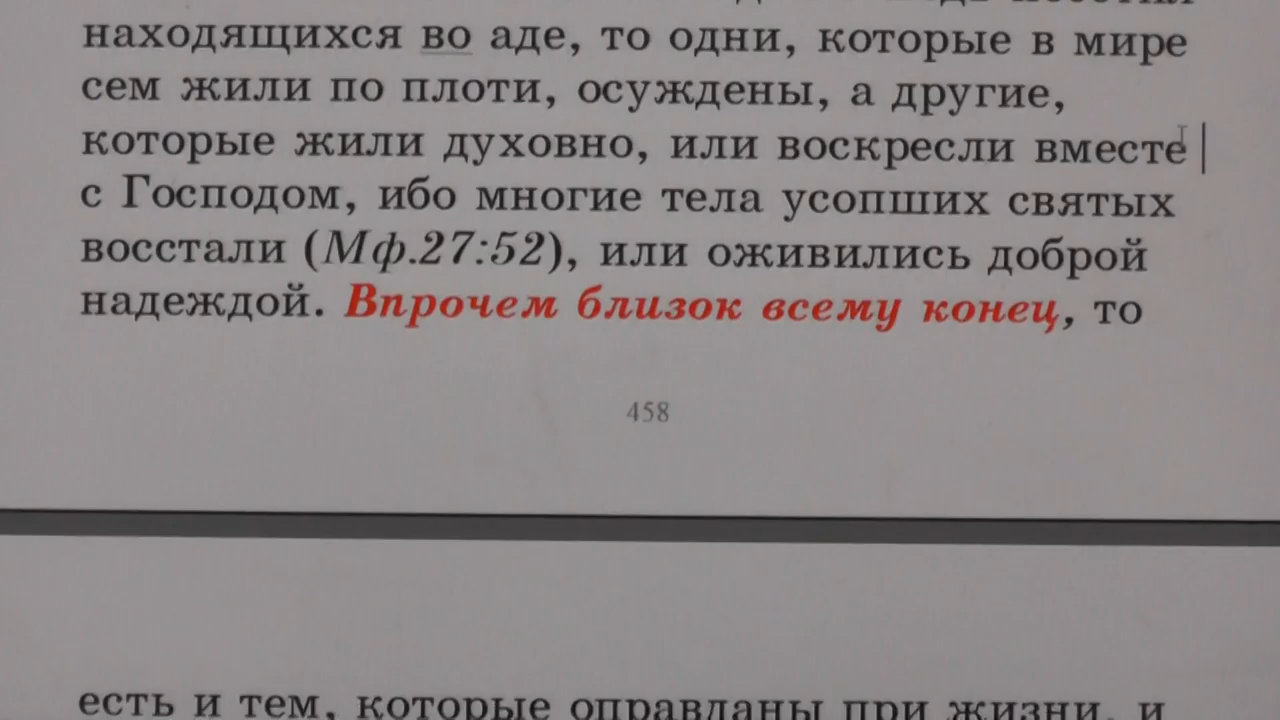 находящихся во аде, то одни, которые в мире
сем жили по плоти, осуждены, а другие,
которые жили духовно, или воскресли вместе
с Господом, ибо многие тела усопших святых
восстали (Мф.27:52), или оживились доброй
надеждой. Впрочем близок всему конец, то
458
есть и тем, которые оправданы при жизни, и